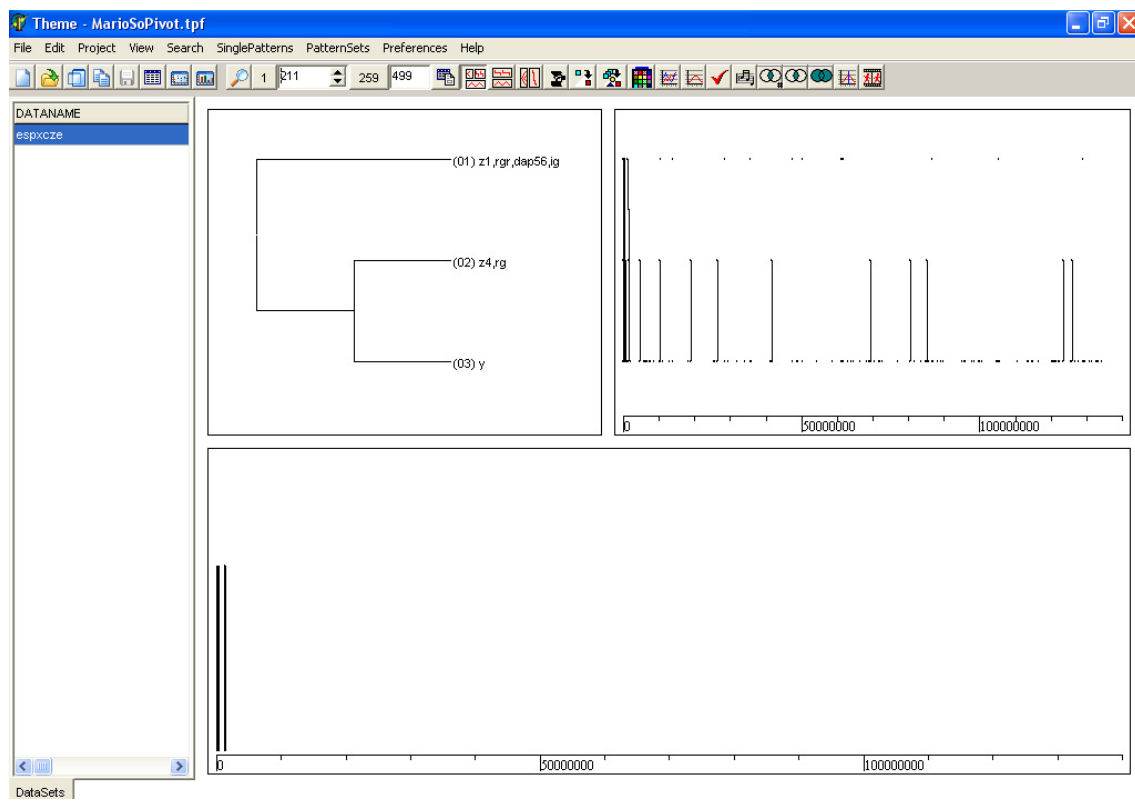 Theme - MarioSoPivot.tpf
File Edit Project View Search SinglePatterns PatternSets Preferences Help
1 211 259 499
DATANAME
espxcze
(01) z1,rgr,dap56,ig
(02) z4,rg
(03) y
0 50000000 100000000
0 50000000 100000000
DataSets